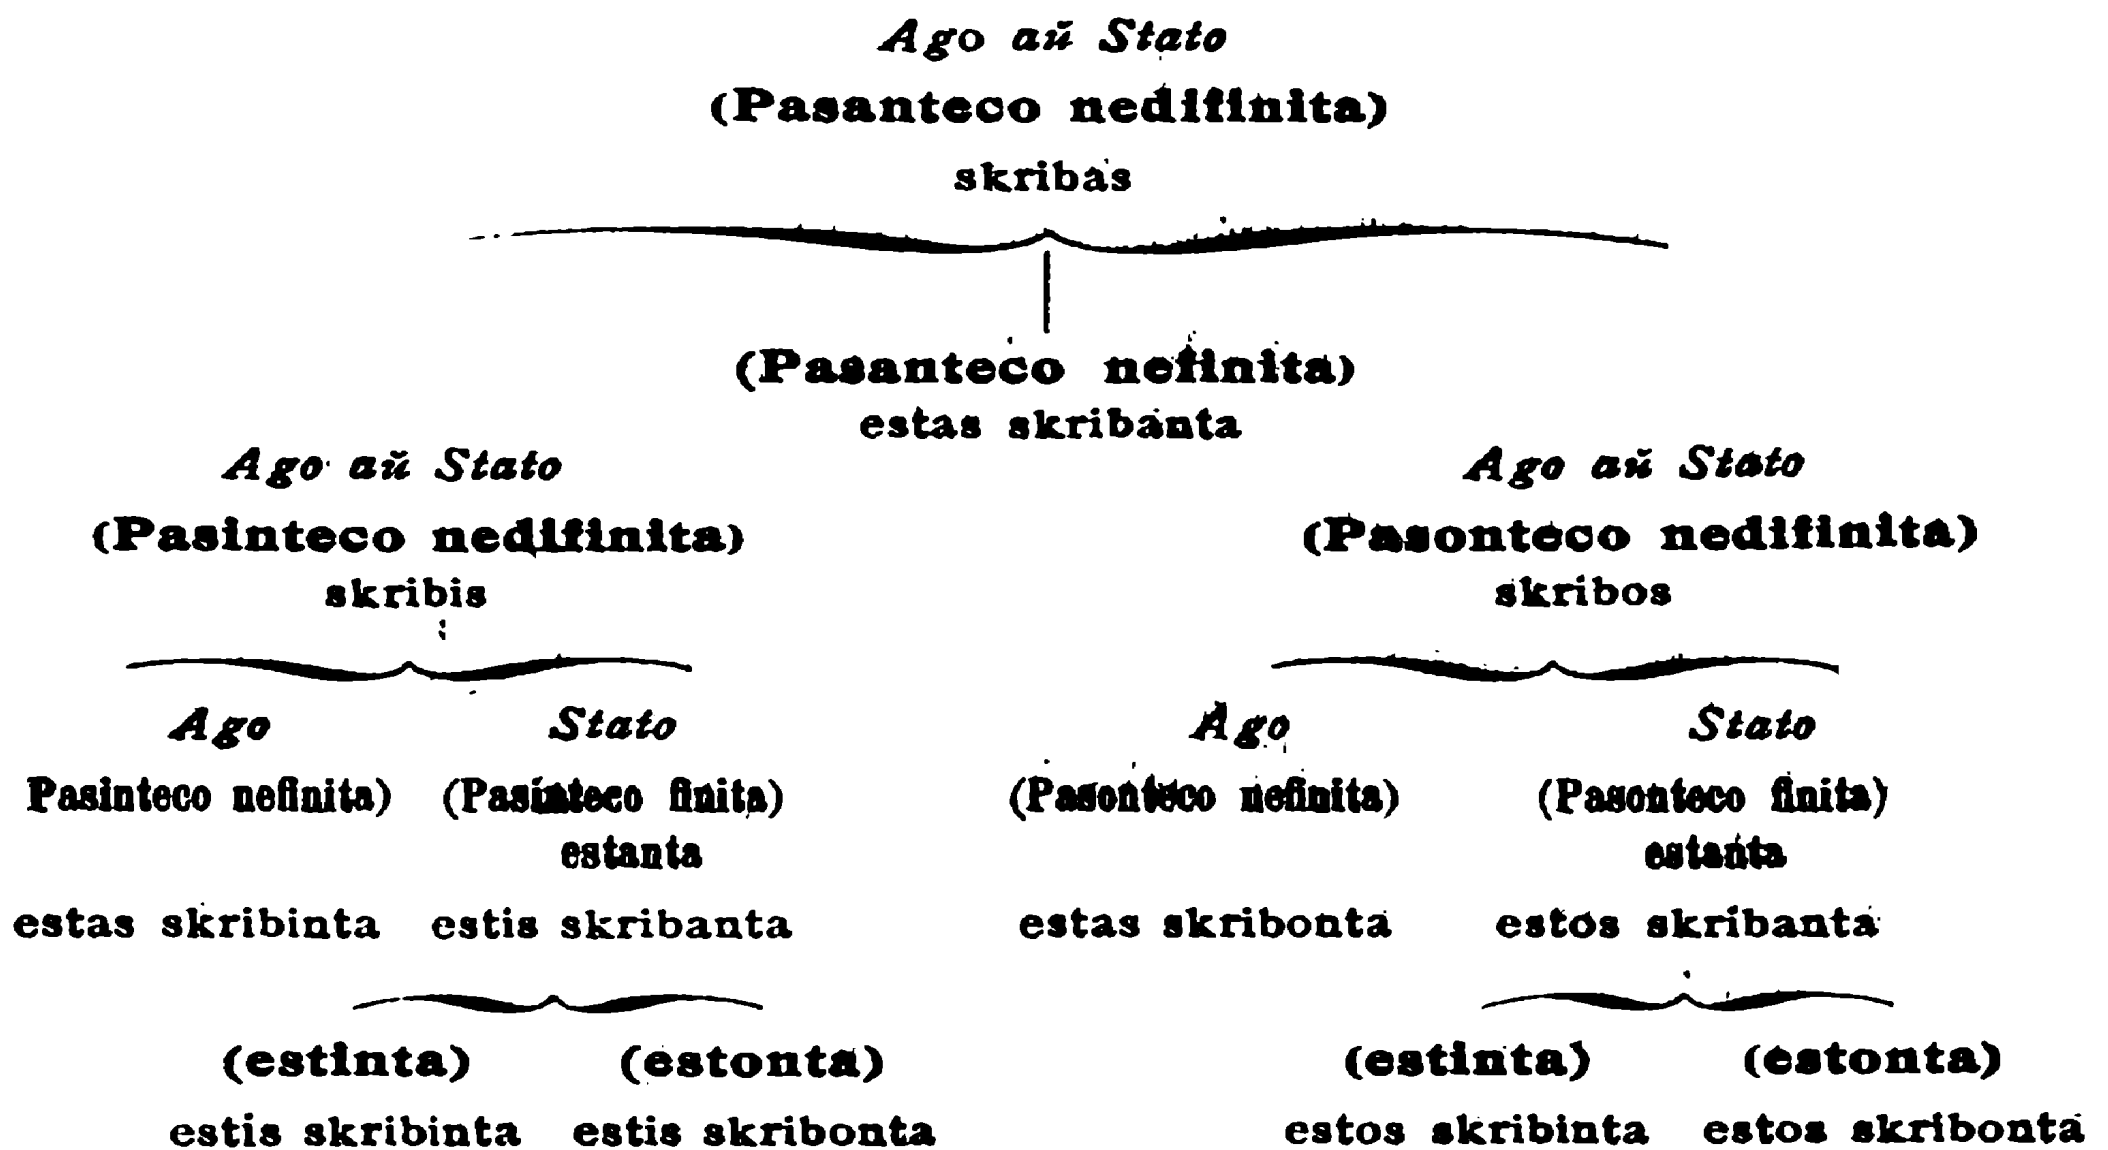 Ago aŭ Stato
(Pasanteco nedifinita)
skribas
(Pasanteco nefinita)
estas skribanta
Ago aŭ Stato
(Pasinteco nedifinita)
skribis
Ago
Pasinteco nefinita)
estas skribinta
Stato
(Pasinteco finita)
estanta
estis skribanta
(estinta)
estis skribinta
(estonta)
estis skribonta
Ago aŭ Stato
(Pasonteco nedifinita)
skribos
Ago
(Pasonteco nefinita)
estas skribonta
Stato
(Pasonteco finita)
estanta
estos skribanta
(estinta)
estos skribinta
(estonta)
estos skribonta